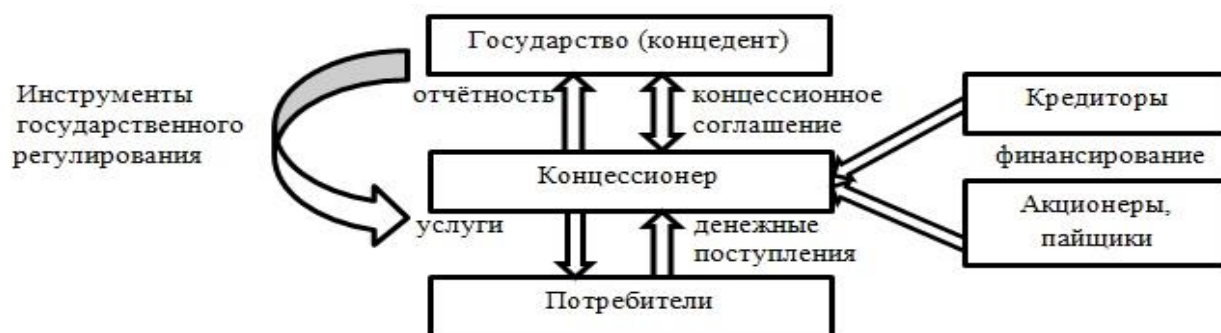 Государство (концедент)
Инструменты
государственного
регулирования
отчётность
концессионное
соглашение
Кредиторы
финансирование
Концессионер
Акционеры,
пайщики
услуги
денежные
поступления
Потребители